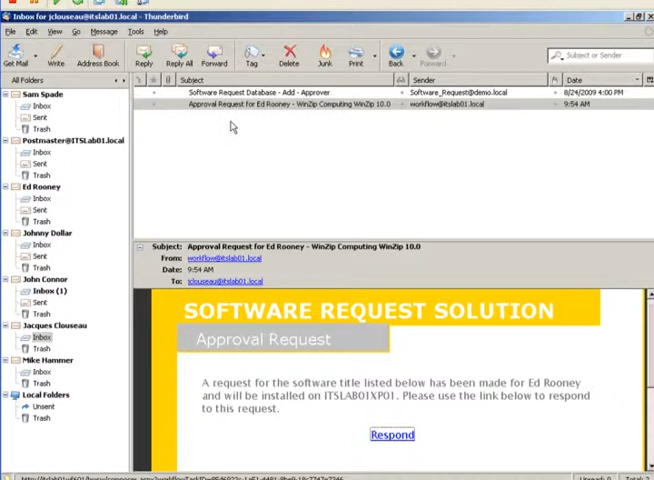 Inbox for jclouseau@itslab01.local - Thunderbird
File Edit View Go Message Tools Help
Get Mail Write Address Book Reply Reply All Forward Tag Delete Junk Print Back Forward
Subject or Sender
All Folders
Subject Sender Date
Software Request Database - Add - Approver Software_Request@demo.local 8/24/2009 4:00 PM
Approval Request for Ed Rooney - WinZip Computing WinZip 10.0 workflow@itslab01.local 9:54 AM
Sam Spade
Inbox
Sent
Trash
Postmaster@ITSLab01.local
Inbox
Sent
Trash
Ed Rooney
Inbox
Sent
Trash
Johnny Dollar
Inbox
Sent
Trash
John Connor
Inbox (1)
Sent
Trash
Jacques Clouseau
Inbox
Trash
Mike Hammer
Inbox
Trash
Local Folders
Unsent
Trash
Subject: Approval Request for Ed Rooney - WinZip Computing WinZip 10.0
From: workflow@itslab01.local
Date: 9:54 AM
To: jclouseau@itslab01.local
SOFTWARE REQUEST SOLUTION
Approval Request
A request for the software title listed below has been made for Ed Rooney
and will be installed on ITSLAB01XP01. Please use the link below to respond
to this request.
Respond